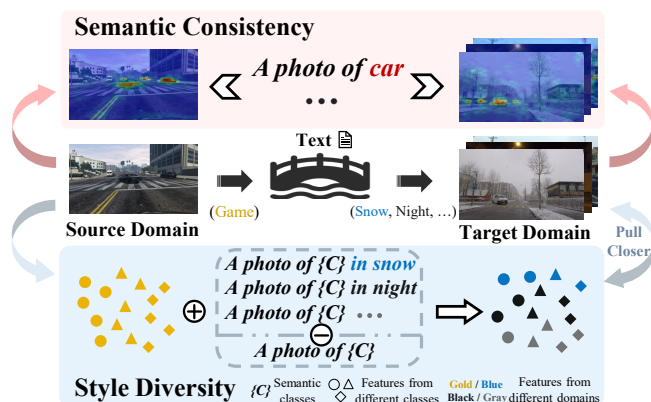 Semantic Consistency
A photo of car
...
Text
(Game)
(Snow, Night, ...)
Source Domain
Target Domain
Pull
Closer
A photo of {C} in snow
A photo of {C} in night
A photo of {C} ...
A photo of {C}
Style Diversity
{C} Semantic classes
Features from different classes
Gold / Blue
Black / Gray
Features from different domains